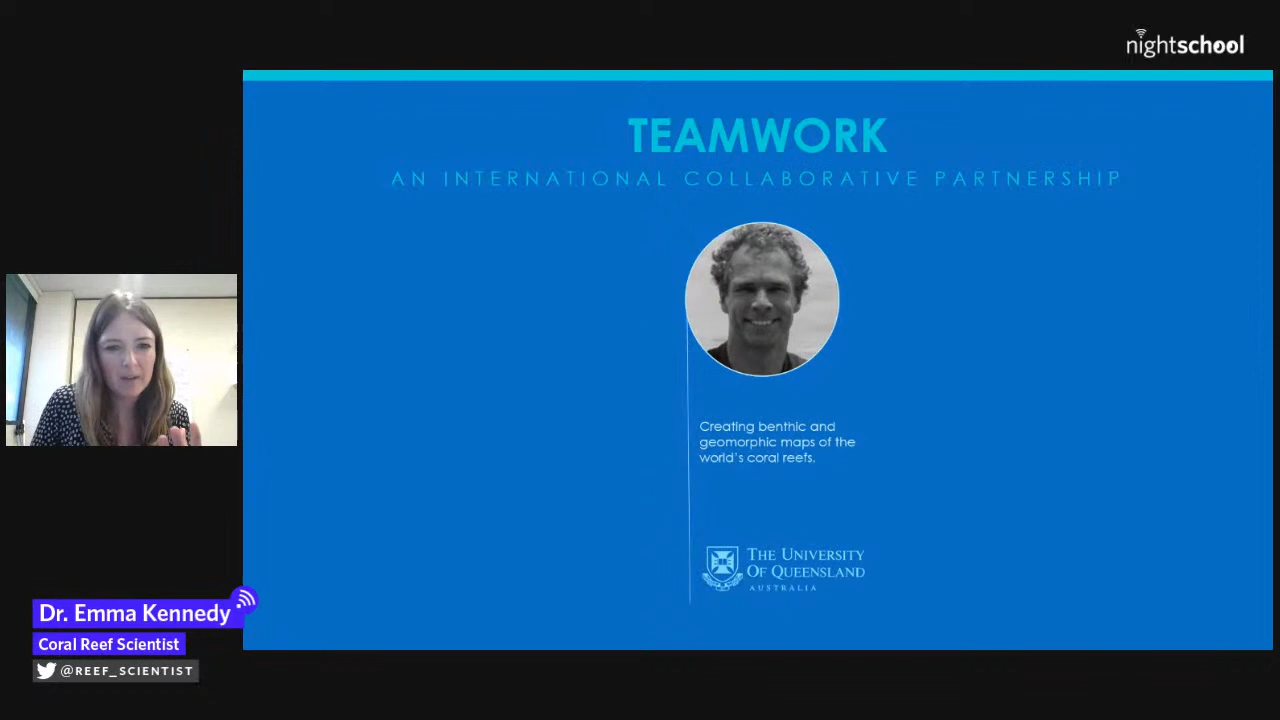 nightschool
TEAMWORK
AN INTERNATIONAL COLLABORATIVE PARTNERSHIP
Creating benthic and
geomorphic maps of the
world's coral reefs.
THE UNIVERSITY
OF QUEENSLAND
AUSTRALIA
Dr. Emma Kennedy
Coral Reef Scientist
@REEF_SCIENTIST